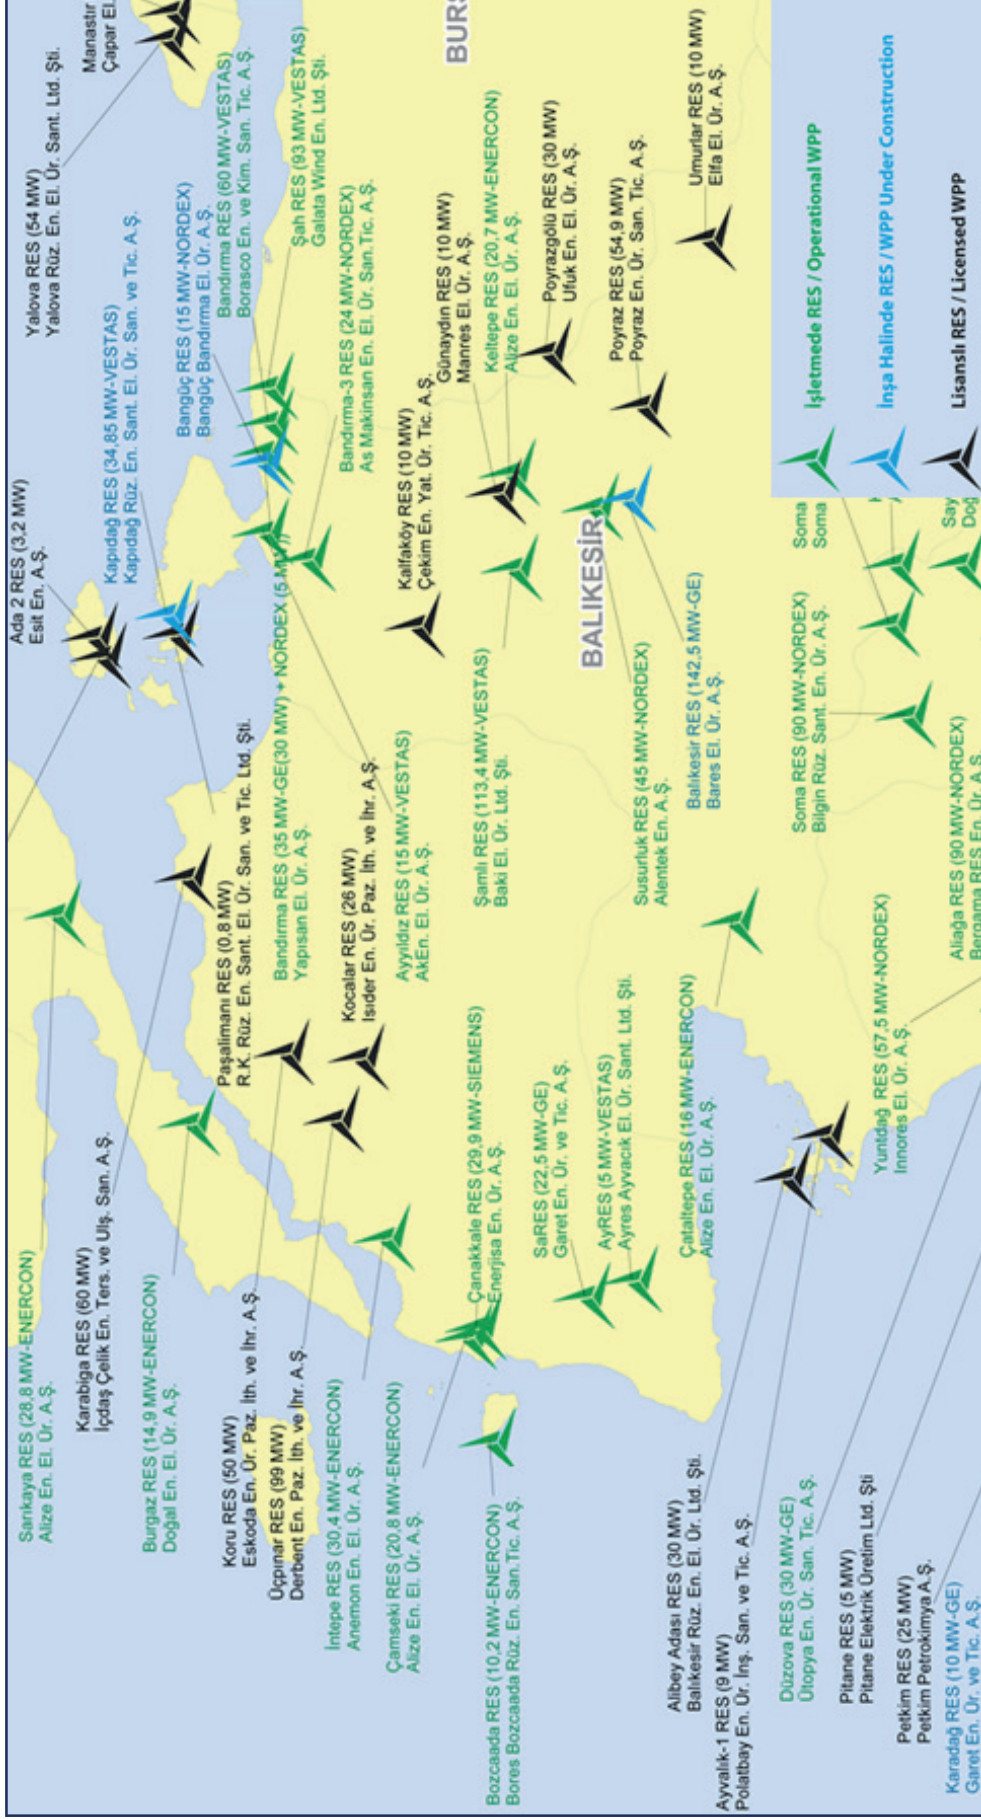 Yalova RES (54 MW)
Yalova Rüz. En. El. Ür. Sant. Ltd. Şti.
Manastır
Çapar El.
Ada 2 RES (3,2 MW)
Esit En. A.Ş.
Kapıdağ RES (34,85 MW-VESTAS)
Kapıdağ Rüz. En. Sant. El. Ür. San. ve Tic. A.Ş.
Bangüç RES (15 MW-NORDEX)
Bangüç Bandırma El. Ür. A.Ş.
Bandırma RES (60 MW-VESTAS)
Borasco En. ve Kim. San. Tic. A.Ş.
Şah RES (93 MW-VESTAS)
Galata Wind En. Ltd. Şti.
Bandırma-3 RES (24 MW-NORDEX)
As Makinsan En. El. Ür. San.Tic. A.Ş.
BURS
Sarıkaya RES (28,8 MW-ENERCON)
Alize En. El. Ür. A.Ş.
Karabiga RES (60 MW)
İçdaş Çelik En. Ters. ve Ulş. San. A.Ş.
Burgaz RES (14,9 MW-ENERCON)
Doğal En. El. Ür. A.Ş.
Paşalimanı RES (0,8 MW)
R.K. Rüz. En. Sant. El. Ür. San. ve Tic. Ltd. Şti.
Koru RES (50 MW)
Eskoda En. Ür. Paz. İth. ve İhr. A.Ş.
Üçpınar RES (99 MW)
Derbent En. Paz. İth. ve İhr. A.Ş.
Bandırma RES (35 MW-GE(30 MW) + NORDEX (5 MW))
Yapısan El. Ür. A.Ş.
Kocalar RES (26 MW)
Isıder En. Ür. Paz. İth. ve İhr. A.Ş.
Ayyıldız RES (15 MW-VESTAS)
AkEn. El. Ür. A.Ş.
Kalfaköy RES (10 MW)
Çekim En. Yat. Ür. Tic. A.Ş.
Günaydın RES (10 MW)
Manres El. Ür. A.Ş.
Keltepe RES (20,7 MW-ENERCON)
Alize En. El. Ür. A.Ş.
Poyrazgölü RES (30 MW)
Ufuk En. El. Ür. A.Ş.
Poyraz RES (54,9 MW)
Poyraz En. Ür. San. Tic. A.Ş.
Umurlar RES (10 MW)
Elfa El. Ür. A.Ş.
İntepe RES (30,4 MW-ENERCON)
Anemon En. El. Ür. A.Ş.
Çamseki RES (20,8 MW-ENERCON)
Alize En. El. Ür. A.Ş.
Çanakkale RES (29,9 MW-SIEMENS)
Enerjisa En. Ür. A.Ş.
Şamlı RES (113,4 MW-VESTAS)
Baki El. Ür. Ltd. Şti.
BALIKESİR
Bozcaada RES (10,2 MW-ENERCON)
Bores Bozcaada Rüz. En. San. Tic. A.Ş.
SaRES (22,5 MW-GE)
Garet En. Ür. ve Tic. A.Ş.
AyRES (5 MW-VESTAS)
Ayres Ayvacık El. Ür. Sant. Ltd. Şti.
Susurluk RES (45 MW-NORDEX)
Alentek En. A.Ş.
Balıkesir RES (142,5 MW-GE)
Bares El. Ür. A.Ş.
Çataltepe RES (16 MW-ENERCON)
Alize En. El. Ür. A.Ş.
Alibey Adası RES (30 MW)
Balıkesir Rüz. En. El. Ür. Ltd. Şti.
Ayvalık-1 RES (9 MW)
Polatbay En. Ür. İnş. San. ve Tic. A.Ş.
Düzova RES (30 MW-GE)
Ütopya En. Ür. San. Tic. A.Ş.
Pitane RES (5 MW)
Pitane Elektrik Üretim Ltd. Şti
Petkim RES (25 MW)
Petkim Petrokimya A.Ş.
Karadağ RES (10 MW-GE)
Garet En. Ür. ve Tic. A.Ş.
Soma RES (90 MW-NORDEX)
Bilgin Rüz. Sant. En. Ür. A.Ş.
Yuntdağ RES (57,5 MW-NORDEX)
Innores El. Ür. A.Ş.
Aliağa RES (90 MW-NORDEX)
Bergama RES En. Ür. A.Ş.
Soma
Soma
Say
Doğ
İşletmede RES / Operational WPP
İnşa Halinde RES / WPP Under Construction
Lisanslı RES / Licensed WPP